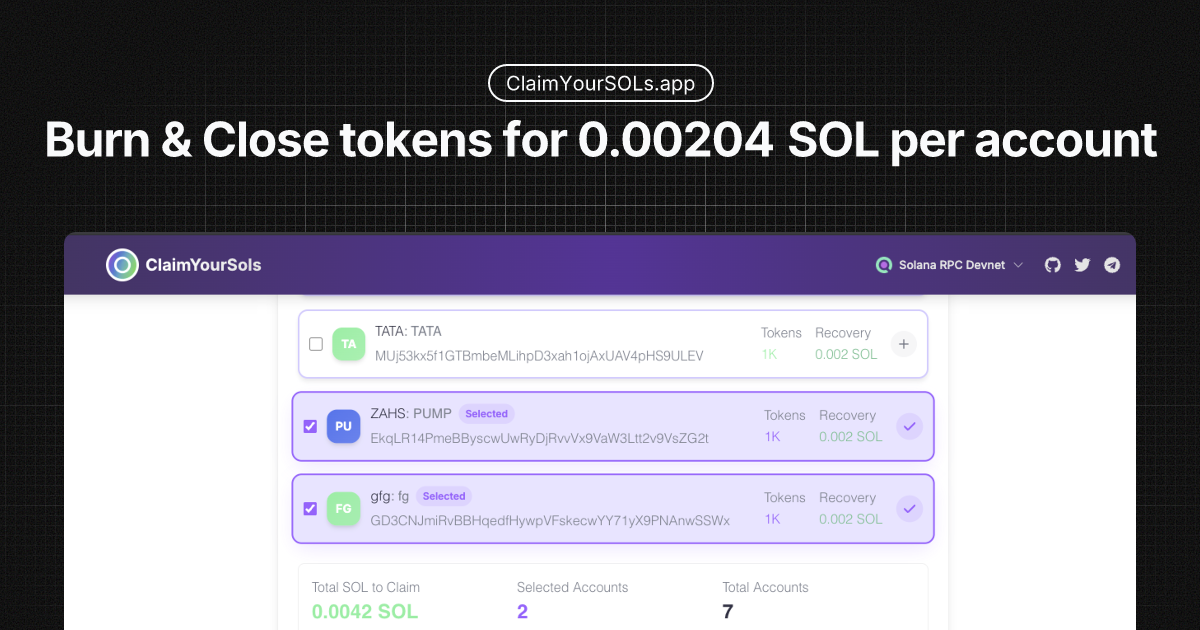 ClaimYourSOLs.app
Burn & Close tokens for 0.00204 SOL per account
ClaimYourSols
Solana RPC Devnet
TA
TATA: TATA
MUj53kx5f1GTBmbeMLihpD3xah1ojAxUAV4pHS9ULEV
Tokens Recovery
1K 0.002 SOL
PU
ZAHS: PUMP Selected
EkqLR14PmeBByscwUwRyDjRvvVx9VaW3Ltt2v9VsZG2t
Tokens Recovery
1K 0.002 SOL
FG
gfg: fg Selected
GD3CNJmiRvBBHqedfHywpVFskecwYY71yX9PNAnwSSWx
Tokens Recovery
1K 0.002 SOL
Total SOL to Claim Selected Accounts Total Accounts
0.0042 SOL 2 7